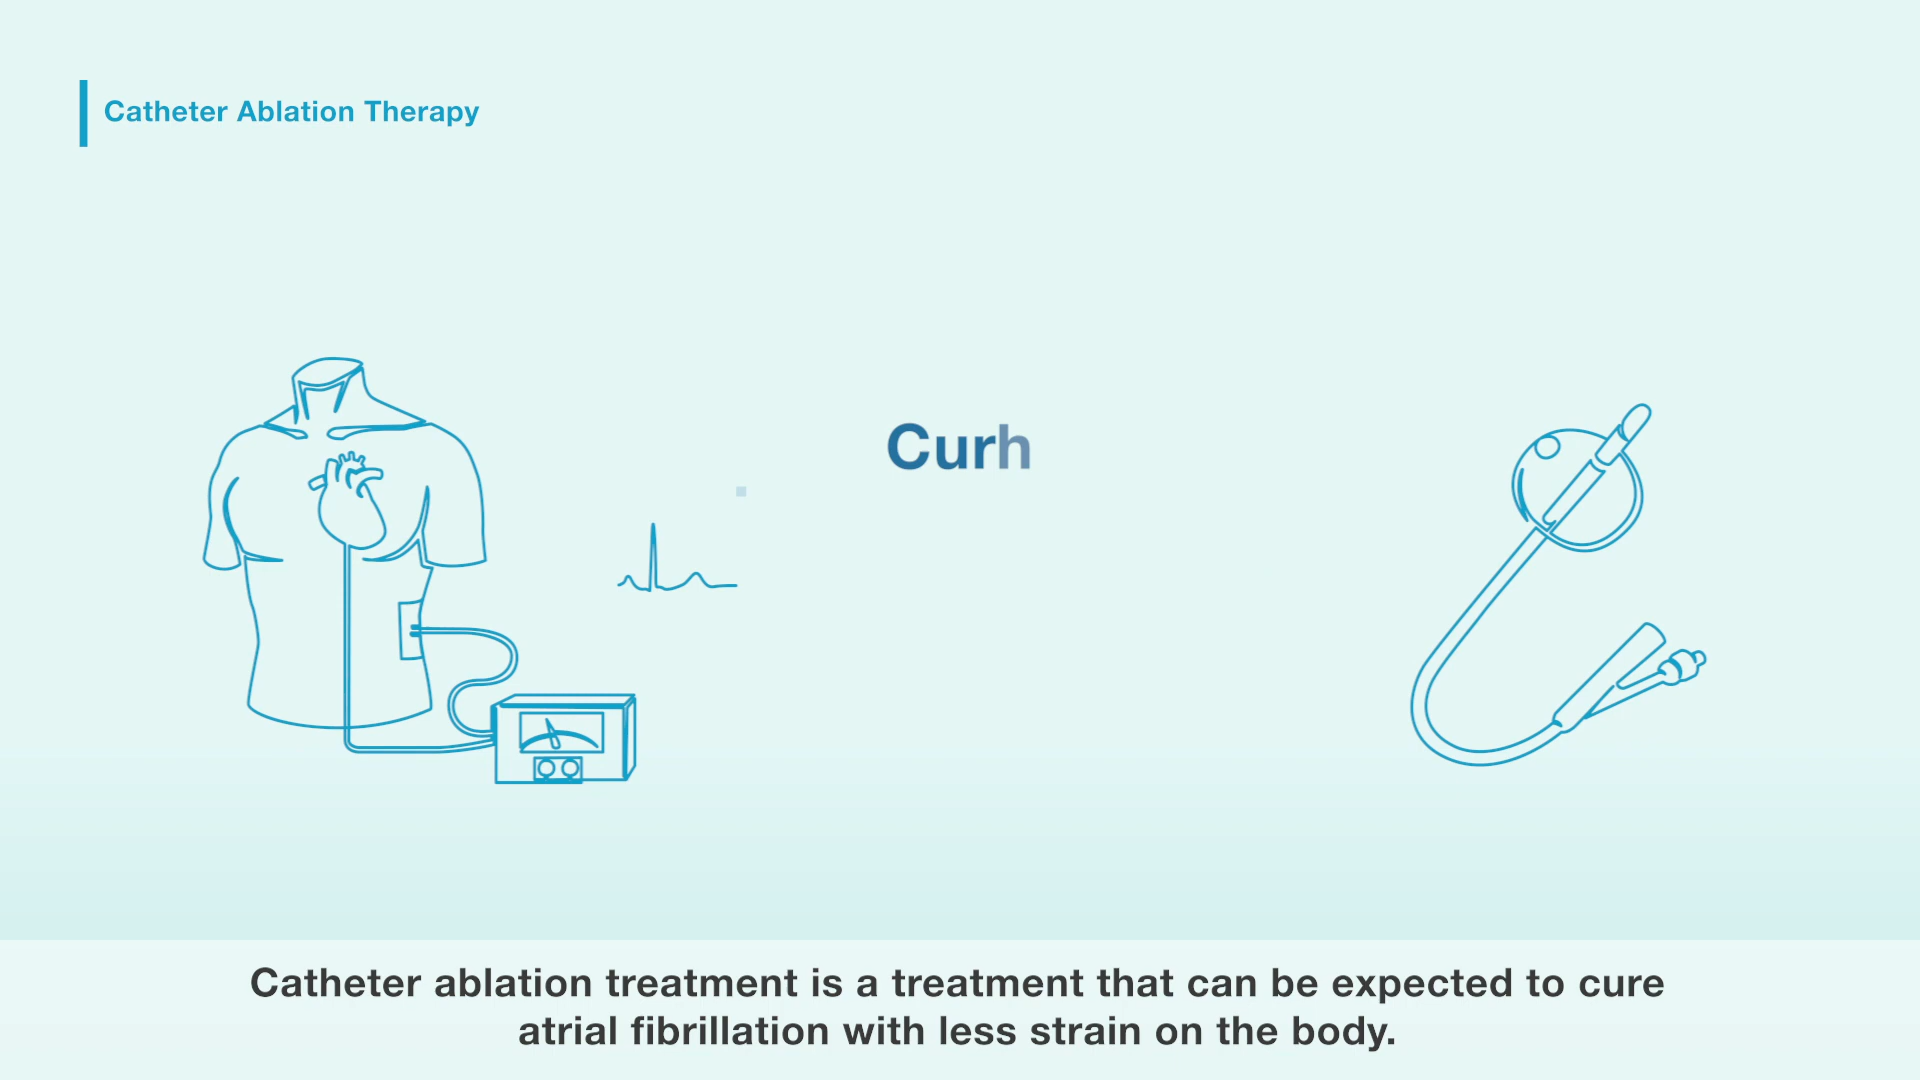 Catheter Ablation Therapy
Curh
Catheter ablation treatment is a treatment that can be expected to cure
atrial fibrillation with less strain on the body.